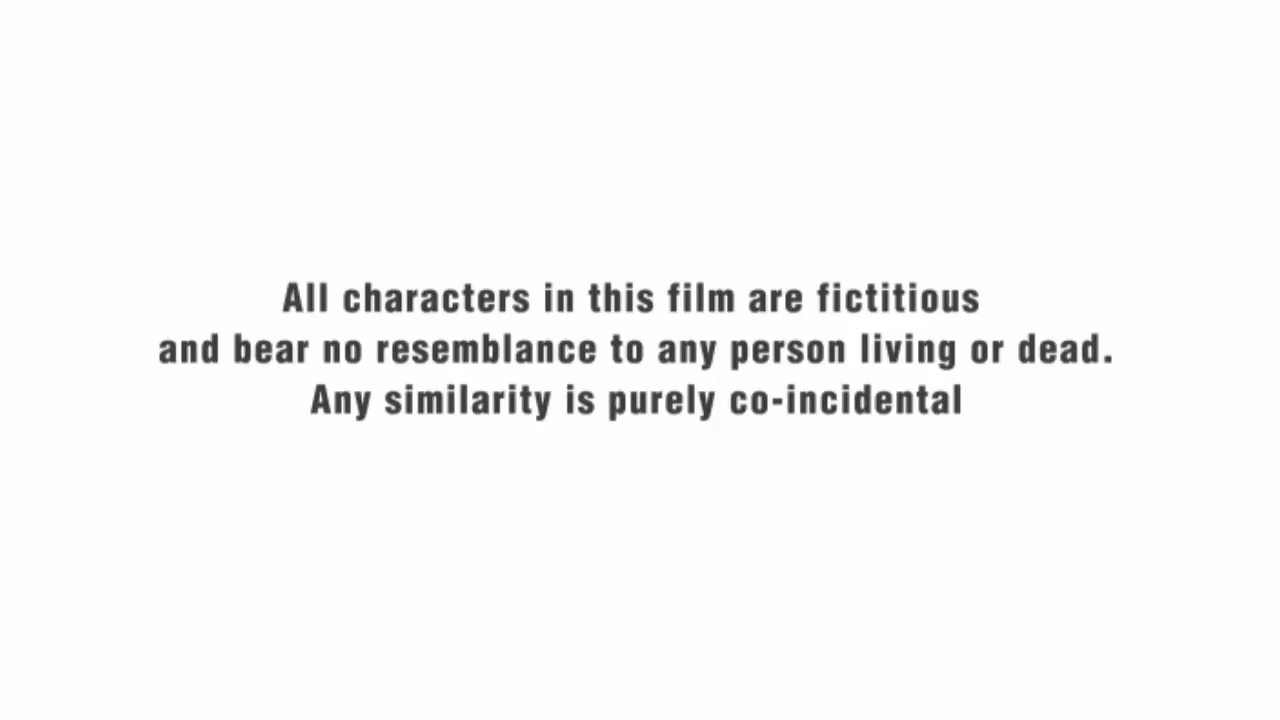 All characters in this film are fictitious
and bear no resemblance to any person living or dead.
Any similarity is purely co-incidental